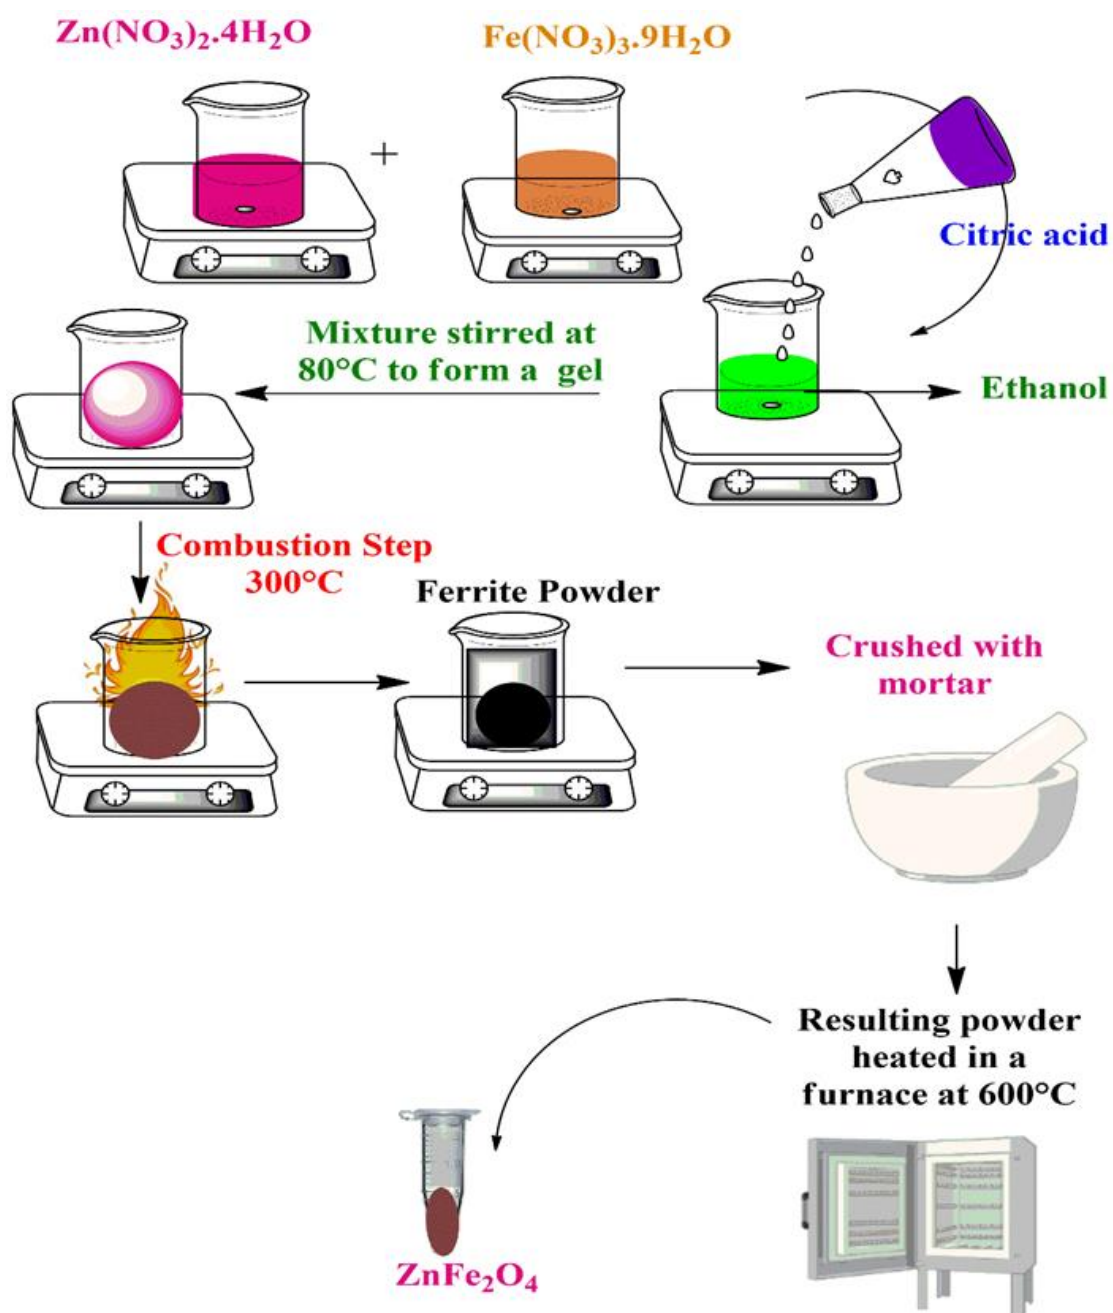 Zn(NO₃)₂.4H₂O
Fe(NO₃)₃.9H₂O
+
Citric acid
Mixture stirred at
80°C to form a gel
Ethanol
Combustion Step
300°C
Ferrite Powder
Crushed with
mortar
Resulting powder
heated in a
furnace at 600°C
ZnFe₂O₄